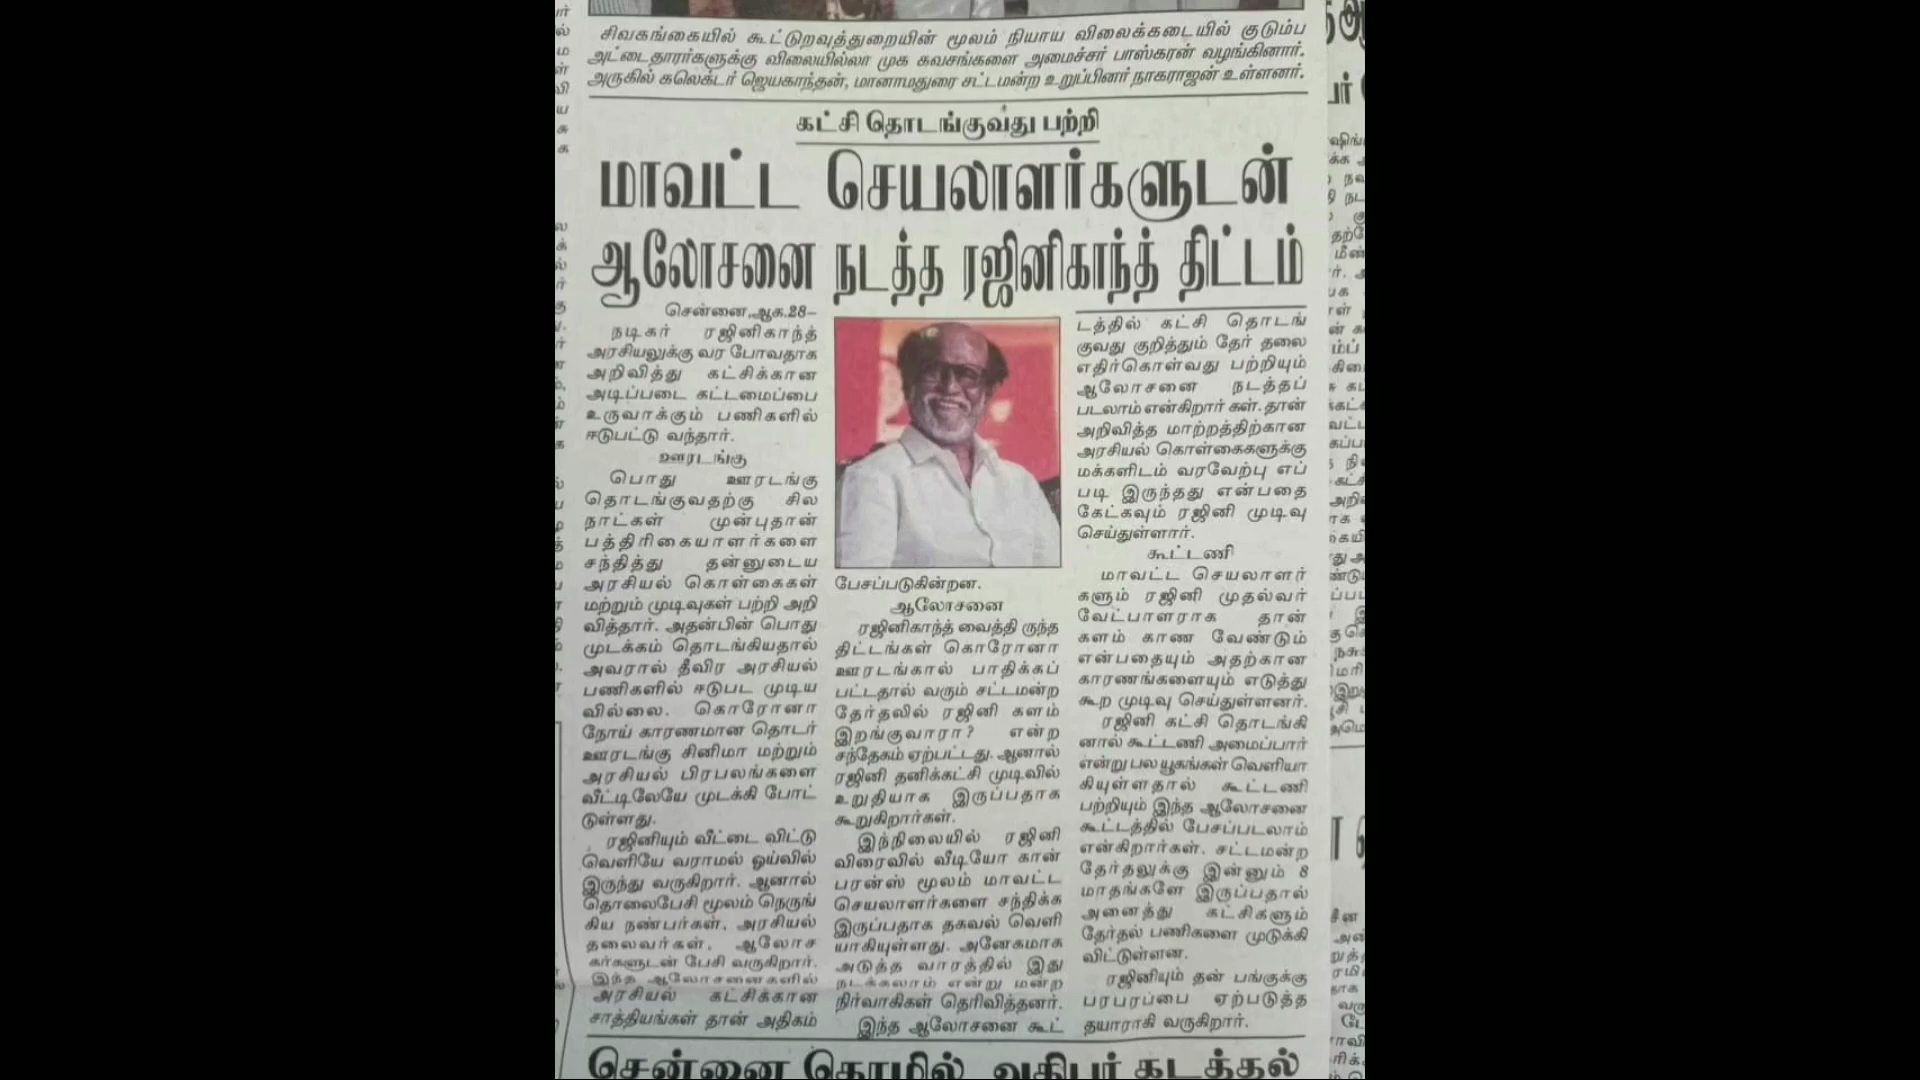 சிவகங்கையில் கூட்டுறவுத்துறையின் மூலம் நியாய விலைக்கடையில் குடும்ப
அட்டைதாரர்களுக்கு விலையில்லா முக கவசங்களை அமைச்சர் பாஸ்கரன் வழங்கினார்.
அருகில் கலெக்டர் ஜெயகாந்தன், மானாமதுரை சட்டமன்ற உறுப்பினர் நாகராஜன் உள்ளனர்.
கட்சி தொடங்குவது பற்றி
மாவட்ட செயலாளர்களுடன்
ஆலோசனை நடத்த ரஜினிகாந்த் திட்டம்
சென்னை,ஆக.28–
நடிகர் ரஜினிகாந்த்
அரசியலுக்கு வர போவதாக
அறிவித்து கட்சிக்கான
அடிப்படை கட்டமைப்பை
உருவாக்கும் பணிகளில்
ஈடுபட்டு வந்தார்.
ஊரடங்கு
பொது ஊரடங்கு
தொடங்குவதற்கு சில
நாட்கள் முன்புதான்
பத்திரிகையாளர்களை
சந்தித்து தன்னுடைய
அரசியல் கொள்கைகள்
மற்றும் முடிவுகள் பற்றி அறி
வித்தார். அதன்பின் பொது
முடக்கம் தொடங்கியதால்
அவரால் தீவிர அரசியல்
பணிகளில் ஈடுபட முடிய
வில்லை. கொரோனா
நோய் காரணமான தொடர்
ஊரடங்கு சினிமா மற்றும்
அரசியல் பிரபலங்களை
வீட்டிலேயே முடக்கி போட்
டுள்ளது.
ரஜினியும் வீட்டை விட்டு
வெளியே வராமல் ஓய்வில்
இருந்து வருகிறார். ஆனால்
தொலைபேசி மூலம் நெருங்
கிய நண்பர்கள், அரசியல்
தலைவர்கள், ஆலோச
கர்களுடன் பேசி வருகிறார்.
இந்த ஆலோசனைகளில்
அரசியல் கட்சிக்கான
சாத்தியங்கள் தான் அதிகம்
பேசப்படுகின்றன.
ஆலோசனை
ரஜினிகாந்த் வைத்தி ருந்த
திட்டங்கள் கொரோனா
ஊரடங்கால் பாதிக்கப்
பட்டதால் வரும் சட்டமன்ற
தேர்தலில் ரஜினி களம்
இறங்குவாரா? என்ற
சந்தேகம் ஏற்பட்டது. ஆனால்
ரஜினி தனிக்கட்சி முடிவில்
உறுதியாக இருப்பதாக
கூறுகிறார்கள்.
இந்நிலையில் ரஜினி
விரைவில் வீடியோ கான்
பரன்ஸ் மூலம் மாவட்ட
செயலாளர்களை சந்திக்க
இருப்பதாக தகவல் வெளி
யாகியுள்ளது. அனேகமாக
அடுத்த வாரத்தில் இது
நடக்கலாம் என்று மன்ற
நிர்வாகிகள் தெரிவித்தனர்.
இந்த ஆலோசனை கூட்
டத்தில் கட்சி தொடங்
குவது குறித்தும் தேர் தலை
எதிர்கொள்வது பற்றியும்
ஆலோசனை நடத்தப்
படலாம் என்கிறார் கள். தான்
அறிவித்த மாற்றத்திற்கான
அரசியல் கொள்கைகளுக்கு
மக்களிடம் வரவேற்பு எப்
படி இருந்தது என்பதை
கேட்கவும் ரஜினி முடிவு
செய்துள்ளார்.
கூட்டணி
மாவட்ட செயலாளர்
களும் ரஜினி முதல்வர்
வேட்பாளராக தான்
களம் காண வேண்டும்
என்பதையும் அதற்கான
காரணங்களையும் எடுத்து
கூற முடிவு செய்துள்ளனர்.
ரஜினி கட்சி தொடங்கி
னால் கூட்டணி அமைப்பார்
என்று பல யூகங்கள் வெளியா
கியுள்ளதால் கூட்டணி
பற்றியும் இந்த ஆலோசனை
கூட்டத்தில் பேசப்படலாம்
என்கிறார்கள். சட்டமன்ற
தேர்தலுக்கு இன்னும் 8
மாதங்களே இருப்பதால்
அனைத்து கட்சிகளும்
தேர்தல் பணிகளை முடுக்கி
விட்டுள்ளன.
ரஜினியும் தன் பங்குக்கு
பரபரப்பை ஏற்படுத்த
தயாராகி வருகிறார்.
சென்னை கொழில் அதிபர் கடத்தல்